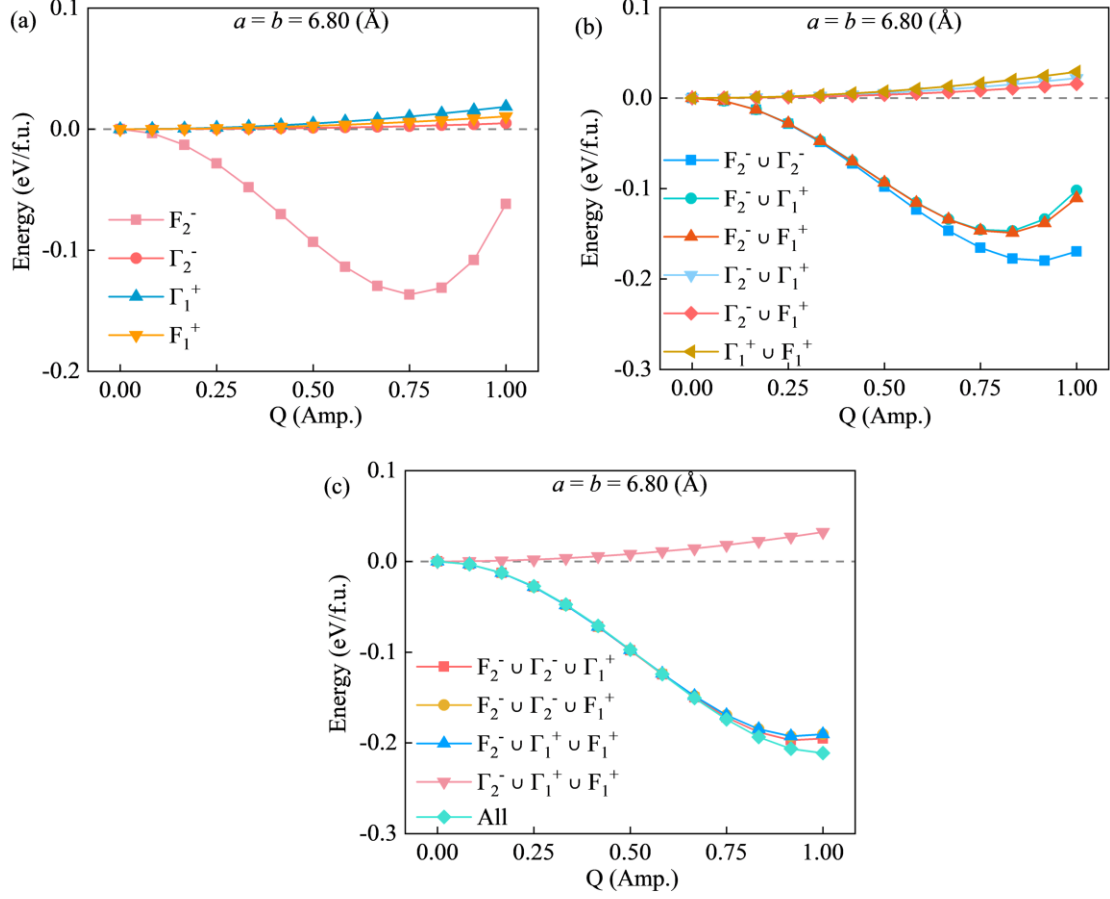 (a)
a = b = 6.80 (Å)
0.1
0.0
-0.1
-0.2
Energy (eV/f.u.)
F₂⁻
Γ₂⁻
Γ₁⁺
F₁⁺
0.00 0.25 0.50 0.75 1.00
Q (Amp.)
(b)
a = b = 6.80 (Å)
0.1
0.0
-0.1
-0.2
-0.3
Energy (eV/f.u.)
F₂⁻ ∪ Γ₂⁻
F₂⁻ ∪ Γ₁⁺
F₂⁻ ∪ F₁⁺
Γ₂⁻ ∪ Γ₁⁺
Γ₂⁻ ∪ F₁⁺
Γ₁⁺ ∪ F₁⁺
0.00 0.25 0.50 0.75 1.00
Q (Amp.)
(c)
a = b = 6.80 (Å)
0.1
0.0
-0.1
-0.2
-0.3
Energy (eV/f.u.)
F₂⁻ ∪ Γ₂⁻ ∪ Γ₁⁺
F₂⁻ ∪ Γ₂⁻ ∪ F₁⁺
F₂⁻ ∪ Γ₁⁺ ∪ F₁⁺
Γ₂⁻ ∪ Γ₁⁺ ∪ F₁⁺
All
0.00 0.25 0.50 0.75 1.00
Q (Amp.)